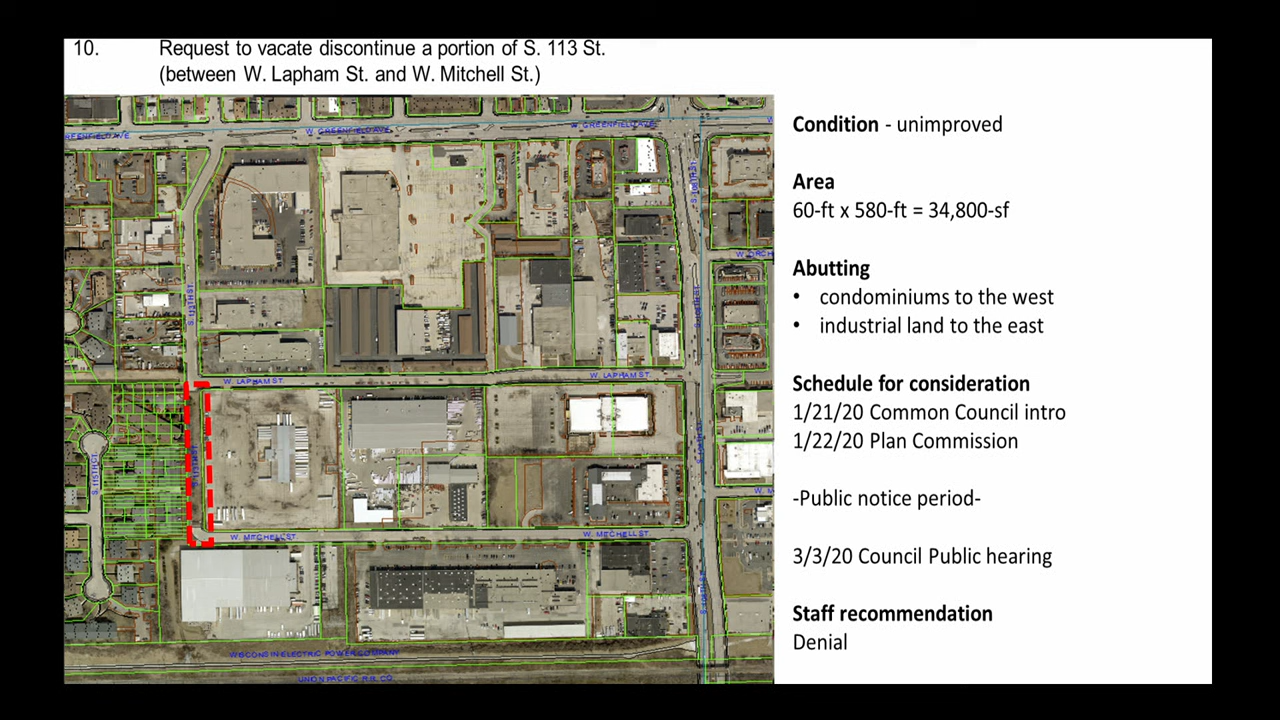 10. Request to vacate discontinue a portion of S. 113 St.
(between W. Lapham St. and W. Mitchell St.)
W. GREENFIELD AVE
W. GREENFIELD AVE
S. 113TH ST.
W. LAPHAM ST.
W. LAPHAM ST.
S. 115TH CT.
W. MITCHELL ST.
W. MITCHELL ST.
WISCONSIN ELECTRIC POWER COMPANY
UNION PACIFIC R.R. CO.
Condition - unimproved
Area
60-ft x 580-ft = 34,800-sf
Abutting
• condominiums to the west
• industrial land to the east
Schedule for consideration
1/21/20 Common Council intro
1/22/20 Plan Commission
-Public notice period-
3/3/20 Council Public hearing
Staff recommendation
Denial